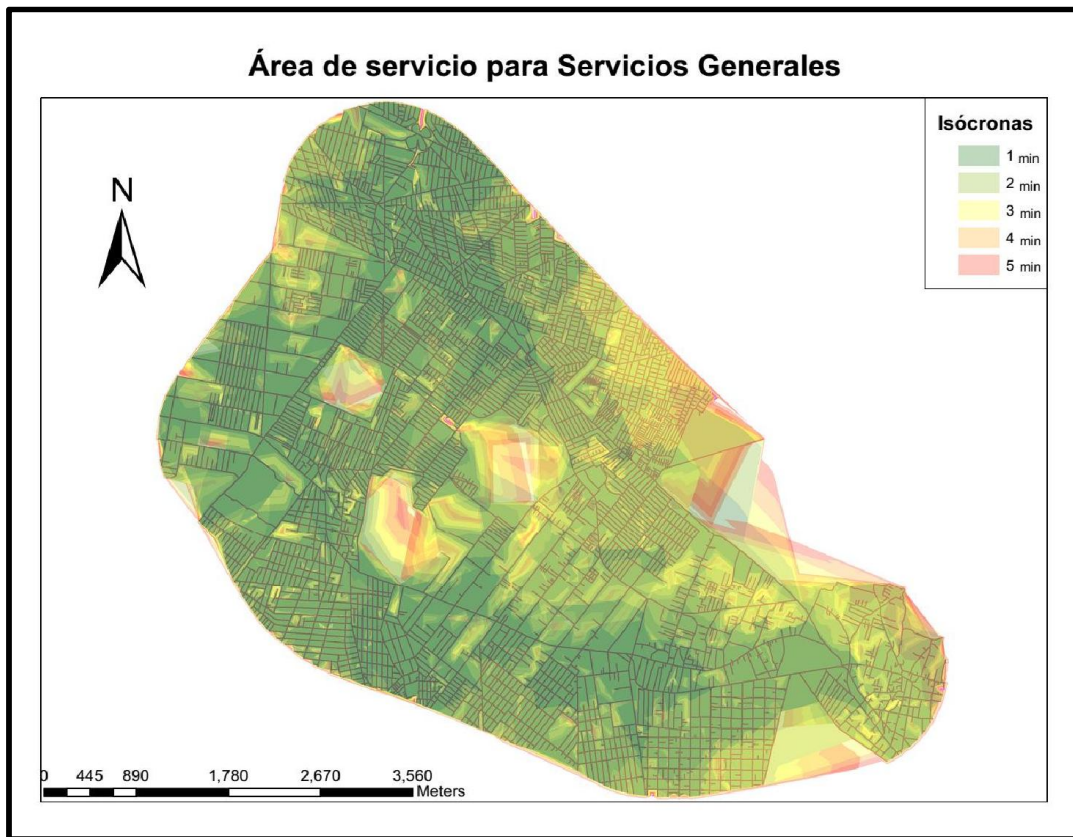 Área de servicio para Servicios Generales
Isócronas
1 min
2 min
3 min
4 min
5 min
N
0 445 890 1,780 2,670 3,560
Meters